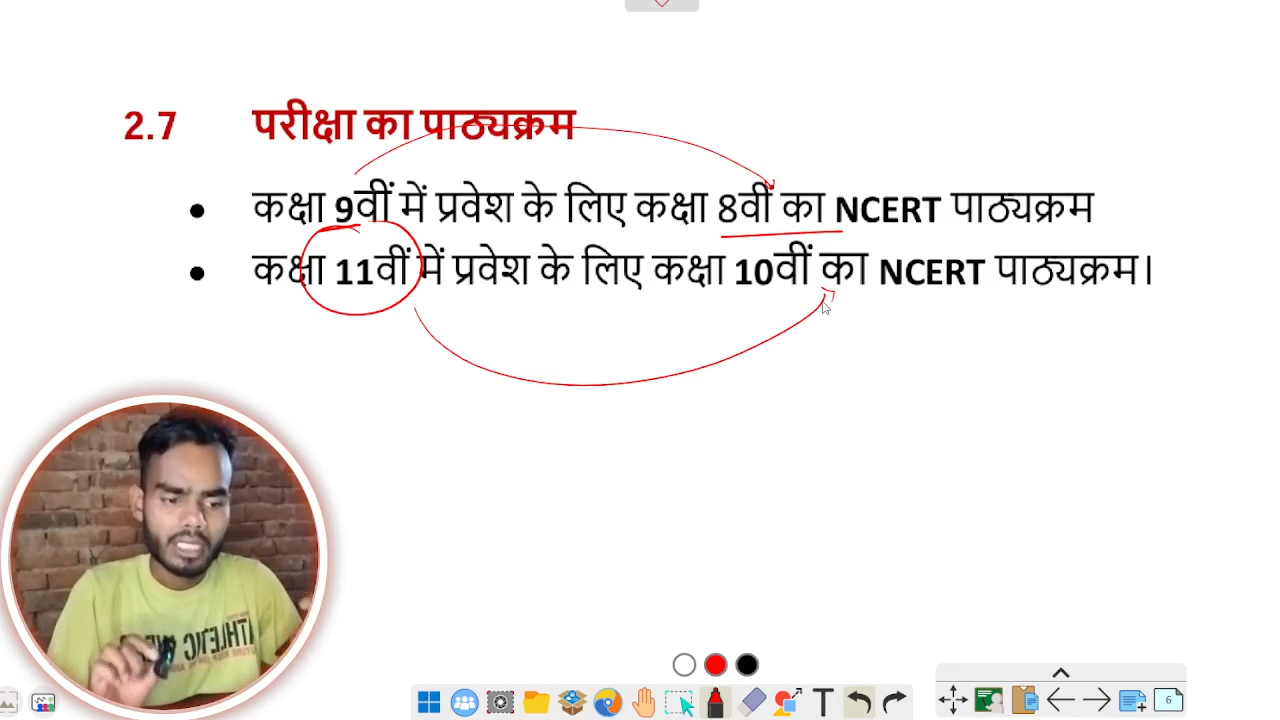 2.7 परीक्षा का पाठ्यक्रम
• कक्षा 9वीं में प्रवेश के लिए कक्षा 8वीं का NCERT पाठ्यक्रम
• कक्षा 11वीं में प्रवेश के लिए कक्षा 10वीं का NCERT पाठ्यक्रम।
6